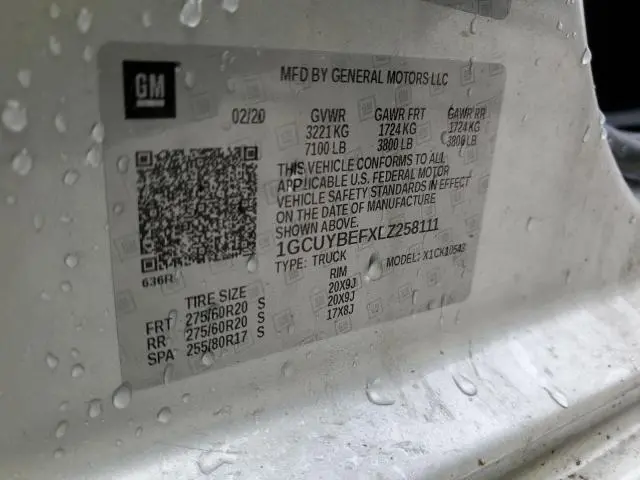 GM
MFD BY GENERAL MOTORS LLC
02/20 GVWR GAWR FRT GAWR RR
3221 KG 1724 KG 1724 KG
7100 LB 3800 LB 3800 LB
THIS VEHICLE CONFORMS TO ALL
APPLICABLE U.S. FEDERAL MOTOR
VEHICLE SAFETY STANDARDS IN EFFECT
ON THE DATE OF MANUFACTURE
SHOWN ABOVE.
1GCUYBEFXLZ258111
TYPE: TRUCK MODEL: X1CK10543
636R
TIRE SIZE RIM
FRT 275/60R20 S 20X9J
RR 275/60R20 S 20X9J
SPA 255/80R17 S 17X8J